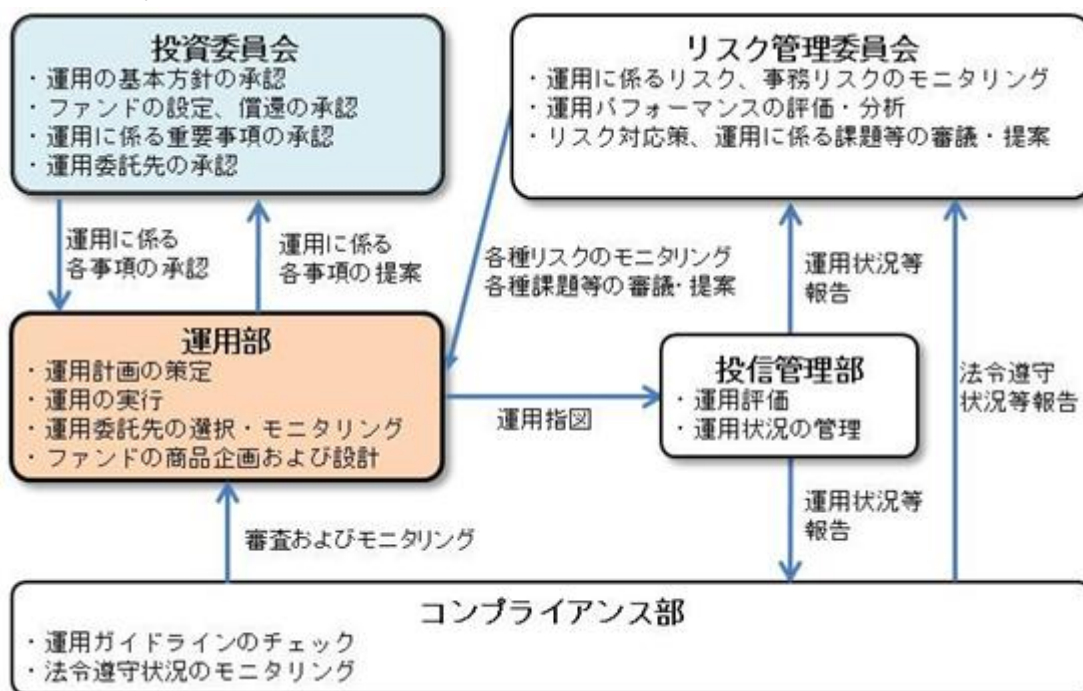 投資委員会
・運用の基本方針の承認
・ファンドの設定、償還の承認
・運用に係る重要事項の承認
・運用委託先の承認
リスク管理委員会
・運用に係るリスク、事務リスクのモニタリング
・運用パフォーマンスの評価・分析
・リスク対応策、運用に係る課題等の審議・提案
運用に係る
各事項の承認
運用に係る
各事項の提案
各種リスクのモニタリング
各種課題等の審議・提案
運用状況等
報告
運用部
・運用計画の策定
・運用の実行
・運用委託先の選択・モニタリング
・ファンドの商品企画および設計
運用指図
投信管理部
・運用評価
・運用状況の管理
法令遵守
状況等報告
審査およびモニタリング
運用状況等
報告
コンプライアンス部
・運用ガイドラインのチェック
・法令遵守状況のモニタリング